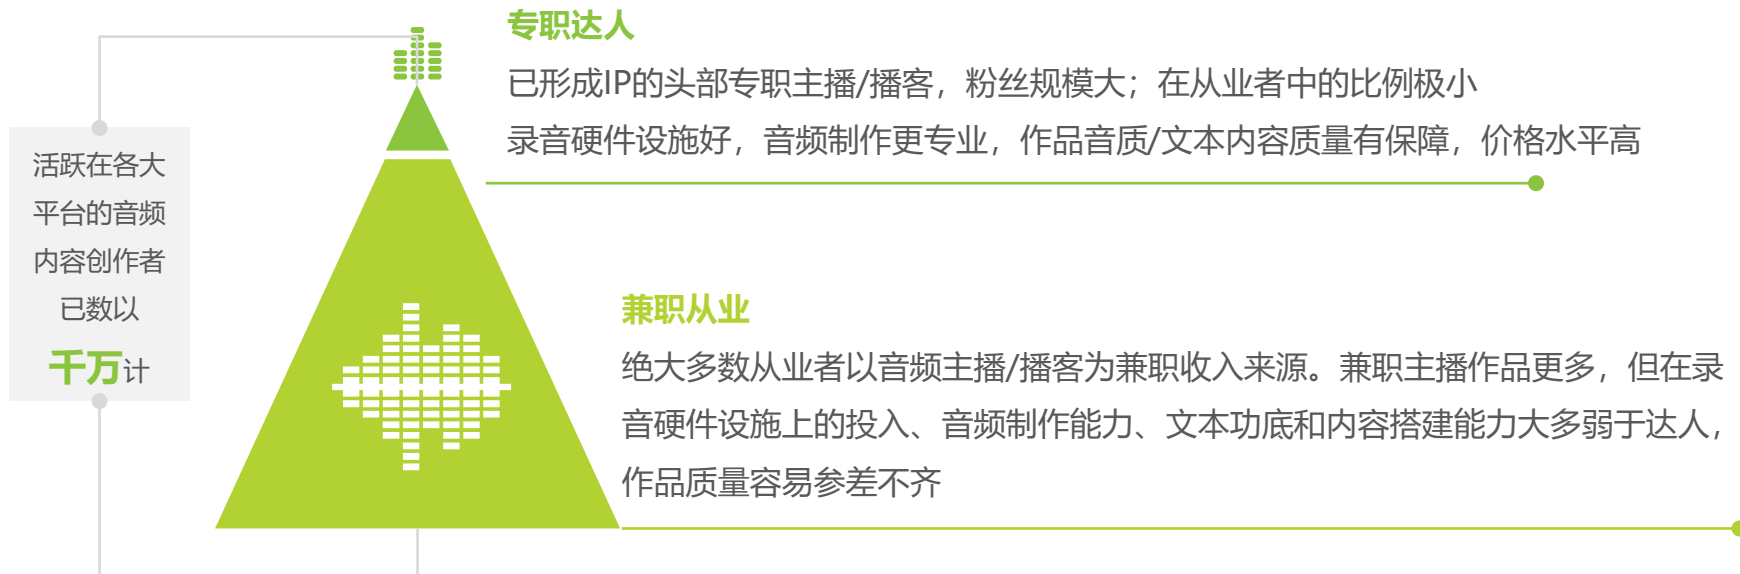 专职达人
已形成IP的头部专职主播/播客，粉丝规模大；在从业者中的比例极小
录音硬件设施好，音频制作更专业，作品音质/文本内容质量有保障，价格水平高
活跃在各大
平台的音频
内容创作者
已数以
千万计
兼职从业
绝大多数从业者以音频主播/播客为兼职收入来源。兼职主播作品更多，但在录
音硬件设施上的投入、音频制作能力、文本功底和内容搭建能力大多弱于达人，
作品质量容易参差不齐